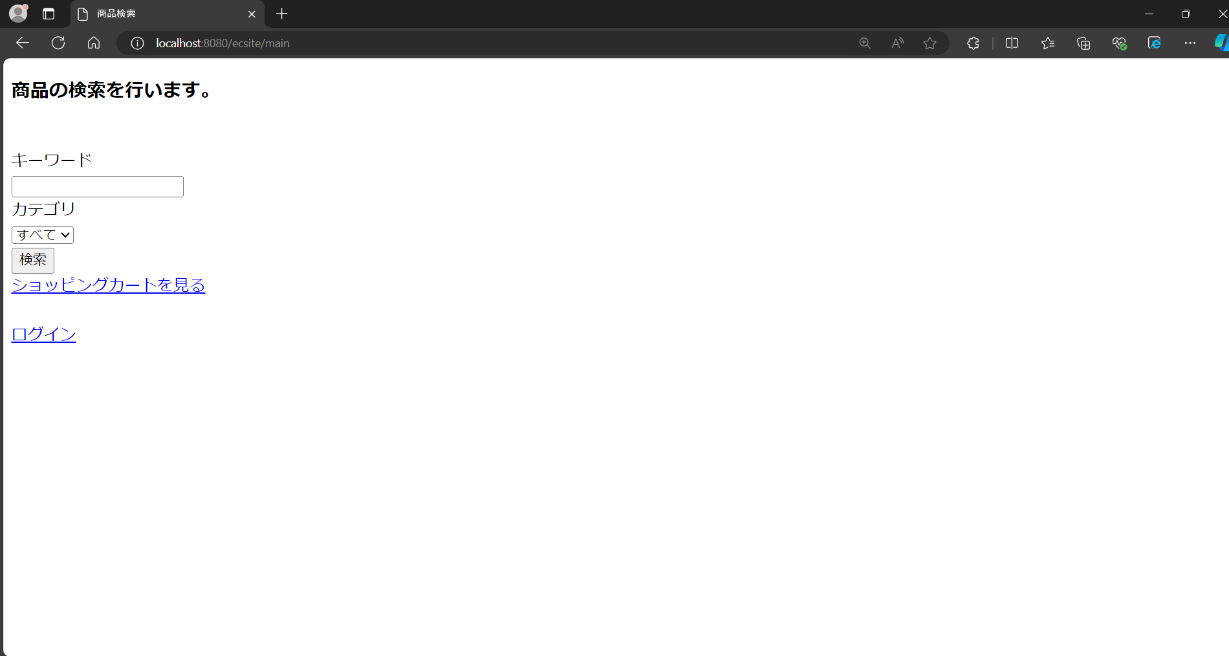 商品検索
localhost:8080/ecsite/main
商品の検索を行います。
キーワード
カテゴリ
すべて
検索
ショッピングカートを見る
ログイン